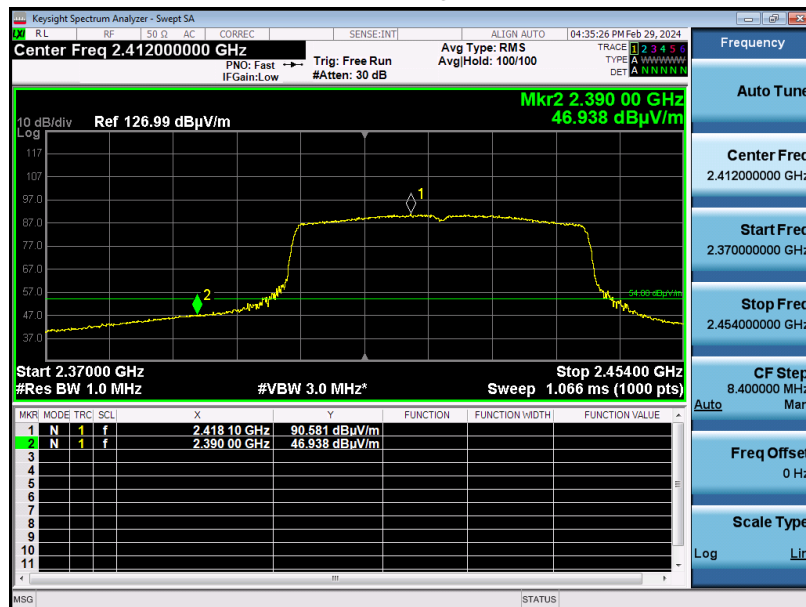 Keysight Spectrum Analyzer - Swept SA
LXI RL RF 50 Ω AC CORREC SENSE:INT ALIGN AUTO 04:35:26 PM Feb 29, 2024
Center Freq 2.412000000 GHz
PNO: Fast
IFGain:Low
Trig: Free Run
#Atten: 30 dB
Avg Type: RMS
Avg|Hold: 100/100
TRACE 1 2 3 4 5 6
TYPE A W W W W W
DET A N N N N N
Mkr2 2.390 00 GHz
46.938 dBµV/m
10 dB/div Ref 126.99 dBµV/m
Log
117
107
97.0
87.0
77.0
67.0
57.0
47.0
37.0
1
2
54.00 dBµV/m
Start 2.37000 GHz Stop 2.45400 GHz
#Res BW 1.0 MHz #VBW 3.0 MHz* Sweep 1.066 ms (1000 pts)
MKR MODE TRC SCL X Y FUNCTION FUNCTION WIDTH FUNCTION VALUE
1 N 1 f 2.418 10 GHz 90.581 dBµV/m
2 N 1 f 2.390 00 GHz 46.938 dBµV/m
3
4
5
6
7
8
9
10
11
MSG STATUS
Frequency
Auto Tune
Center Freq
2.412000000 GHz
Start Freq
2.370000000 GHz
Stop Freq
2.454000000 GHz
CF Step
8.400000 MHz
Auto Man
Freq Offset
0 Hz
Scale Type
Log Lin